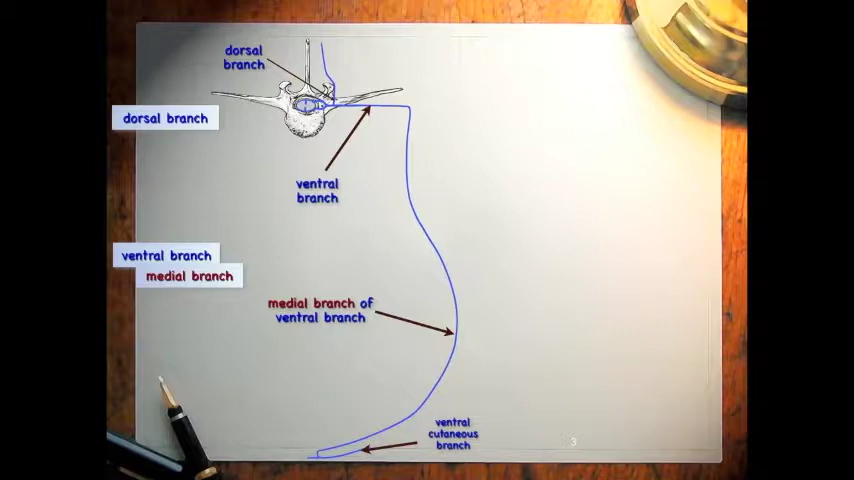 dorsal
branch
dorsal branch
ventral
branch
ventral branch
medial branch
medial branch of
ventral branch
ventral
cutaneous
branch
3